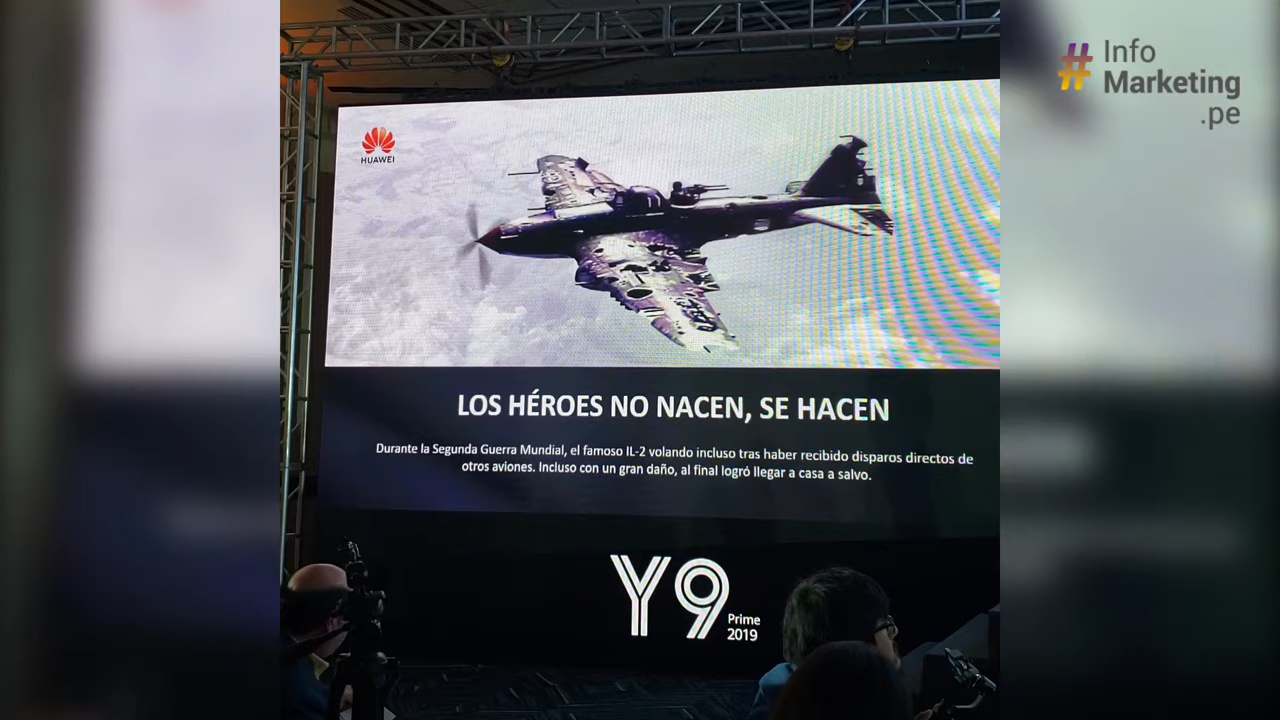 # Info
Marketing
.pe
HUAWEI
LOS HÉROES NO NACEN, SE HACEN
Durante la Segunda Guerra Mundial, el famoso IL-2 volando incluso tras haber recibido disparos directos de
otros aviones. Incluso con un gran daño, al final logró llegar a casa a salvo.
Y9
Prime
2019